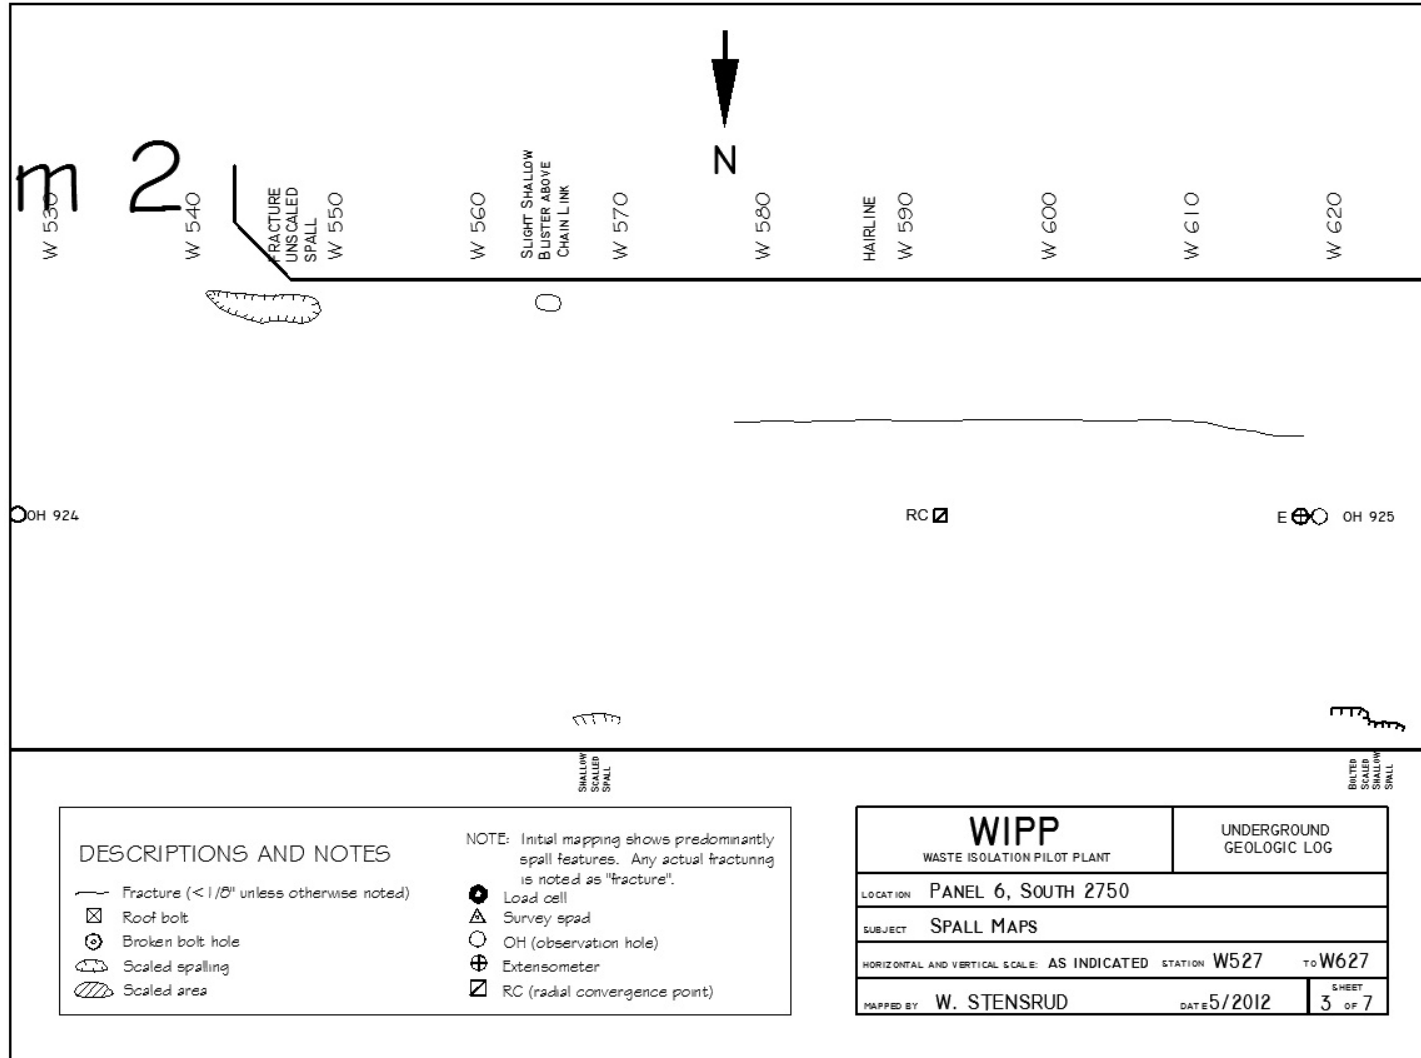 N
m 2
W 530
W 540
FRACTURE
UNSCALED
SPALL
W 550
W 560
SLIGHT SHALLOW
BLISTER ABOVE
CHAIN LINK
W 570
W 580
HAIRLINE
W 590
W 600
W 610
W 620
OH 924
RC
E
OH 925
SHALLOW
SCALLED
SPALL
BOLTED
SCALED
SHALLOW
SPALL
DESCRIPTIONS AND NOTES
Fracture (< 1/8" unless otherwise noted)
Roof bolt
Broken bolt hole
Scaled spalling
Scaled area
NOTE: Initial mapping shows predominantly
spall features. Any actual fracturing
is noted as "fracture".
Load cell
Survey spad
OH (observation hole)
Extensometer
RC (radial convergence point)
WIPP
WASTE ISOLATION PILOT PLANT
UNDERGROUND
GEOLOGIC LOG
LOCATION PANEL 6, SOUTH 2750
SUBJECT SPALL MAPS
HORIZONTAL AND VERTICAL SCALE: AS INDICATED STATION W527 TO W627
MAPPED BY W. STENSRUD DATE 5/2012
SHEET
3 OF 7